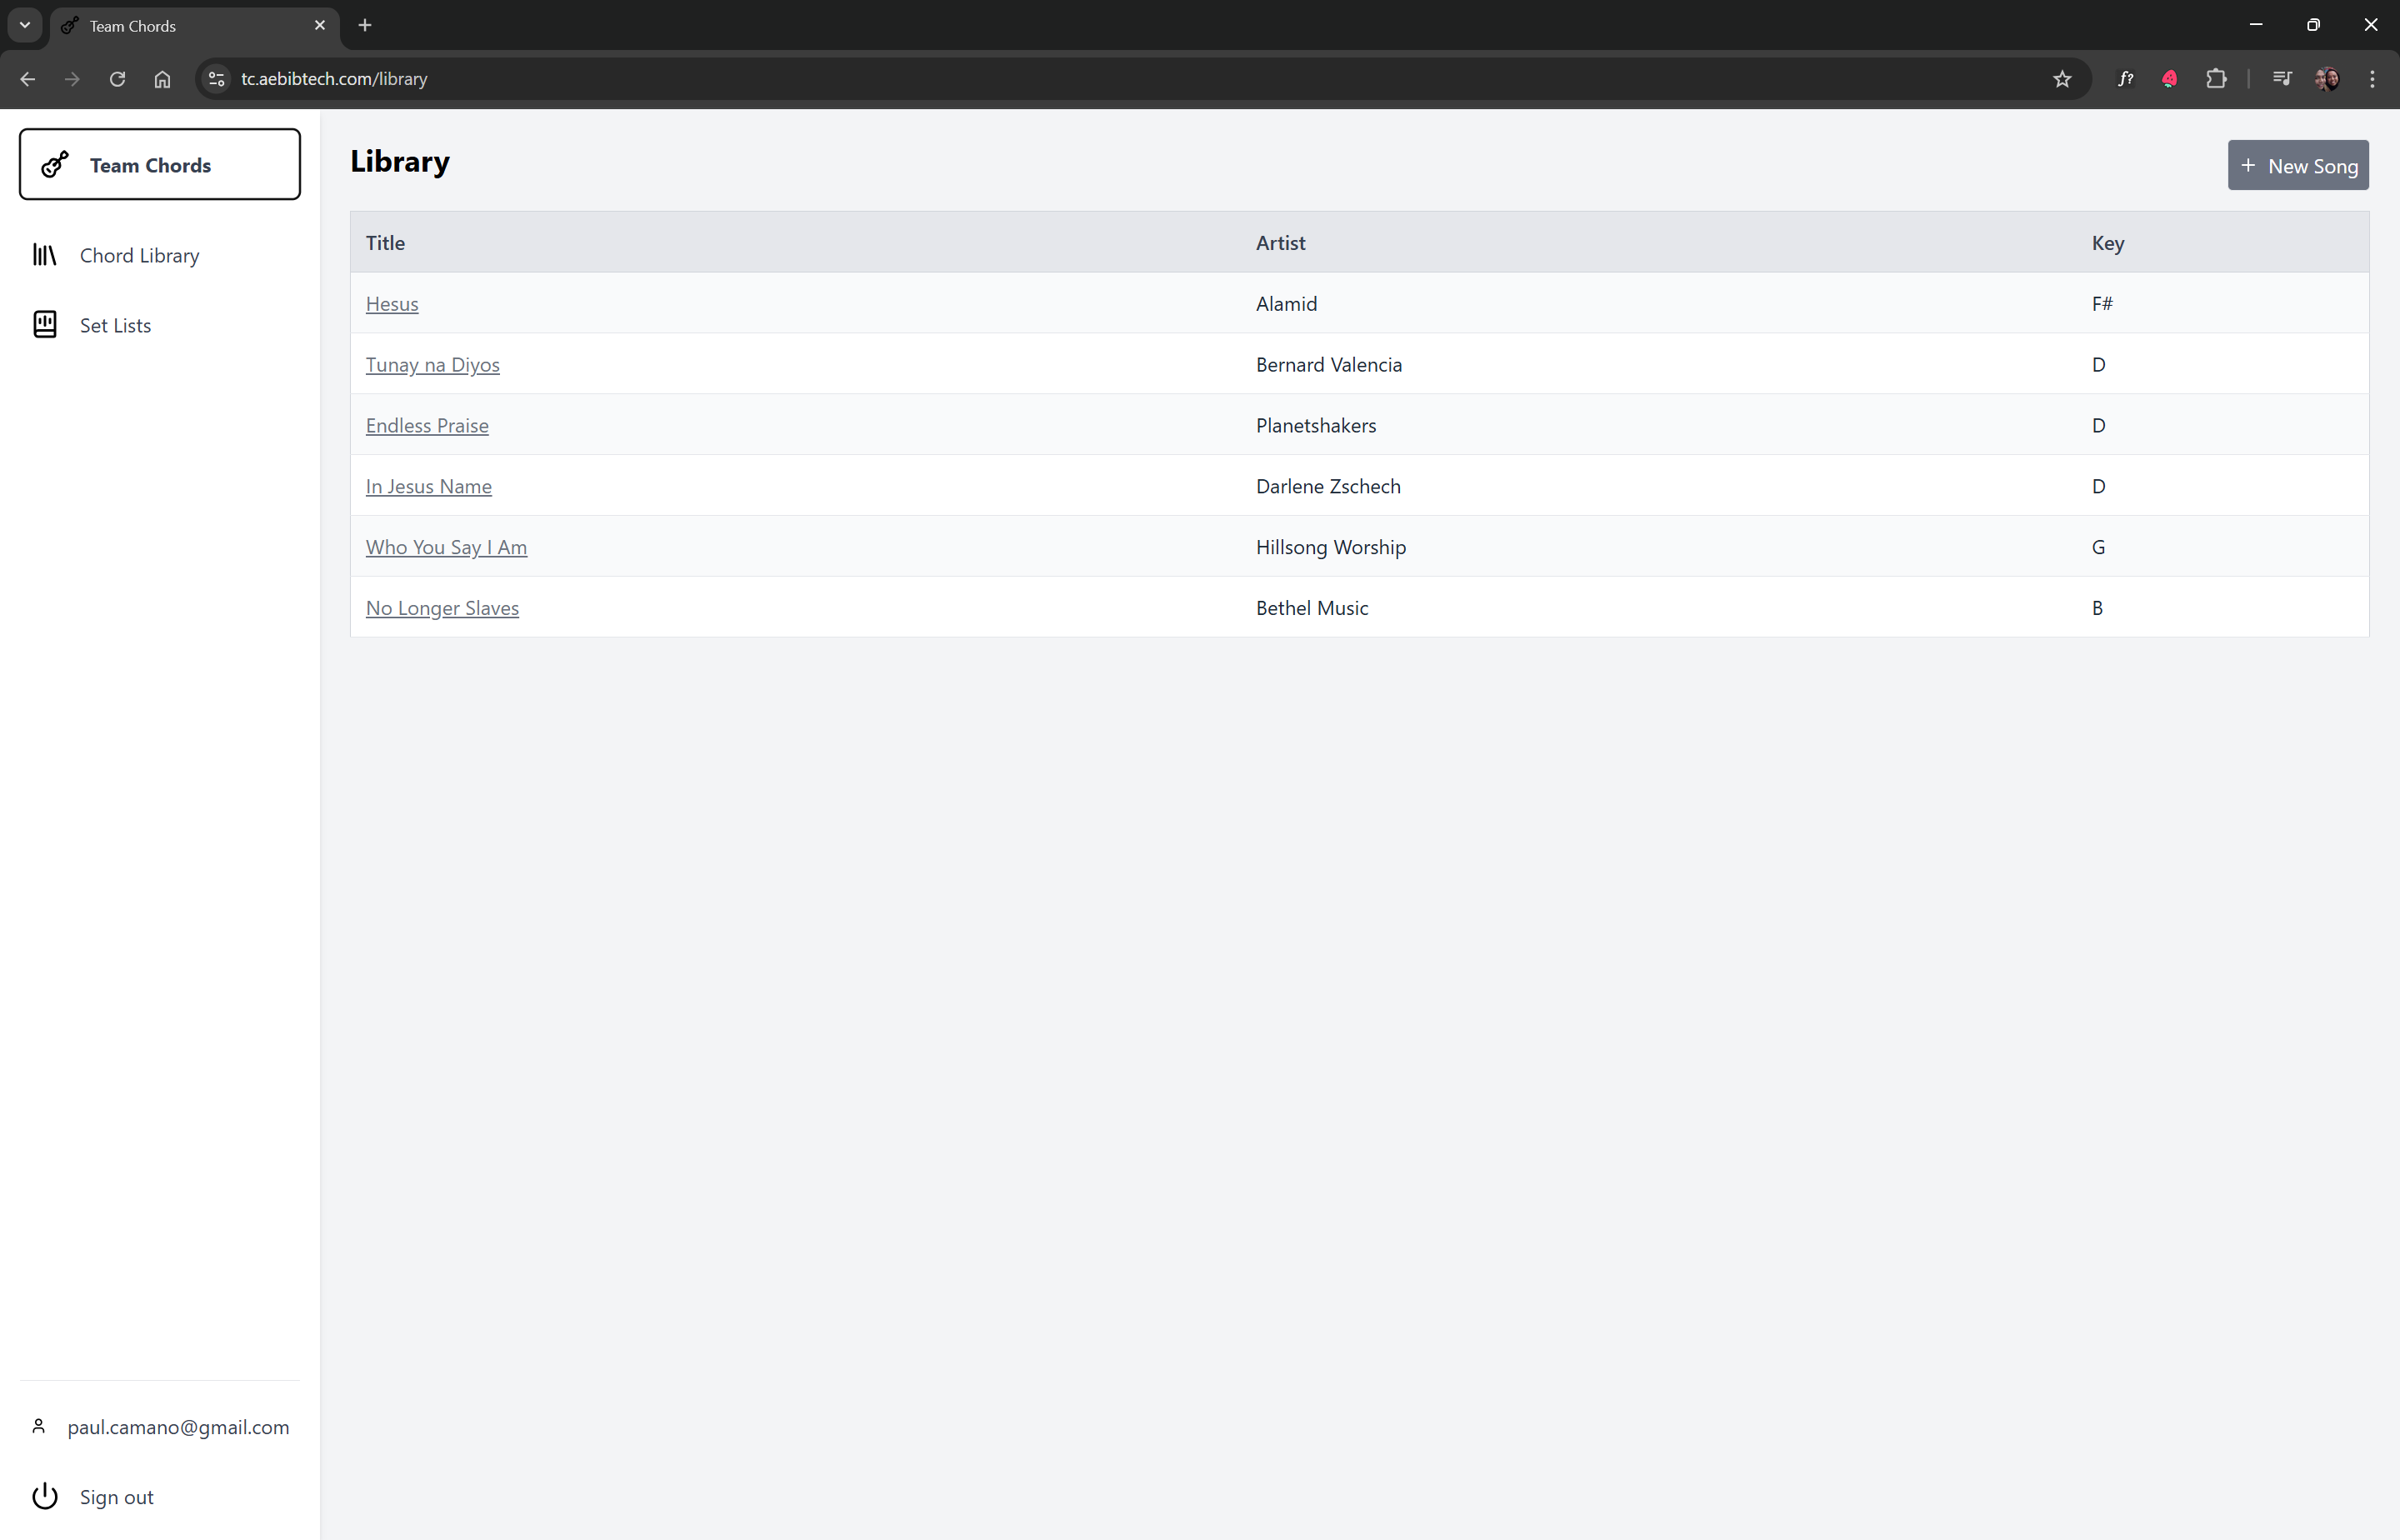 Team Chords
tc.aebibtech.com/library
f?
Team Chords
Chord Library
Set Lists
Library
+ New Song
Title Artist Key
Hesus Alamid F#
Tunay na Diyos Bernard Valencia D
Endless Praise Planetshakers D
In Jesus Name Darlene Zschech D
Who You Say I Am Hillsong Worship G
No Longer Slaves Bethel Music B
paul.camano@gmail.com
Sign out